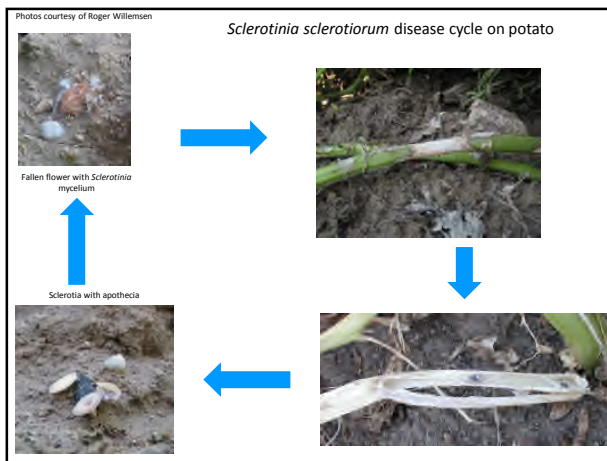 Photos courtesy of Roger Willemsen
Sclerotinia sclerotiorum disease cycle on potato
Fallen flower with Sclerotinia
mycelium
Sclerotia with apothecia